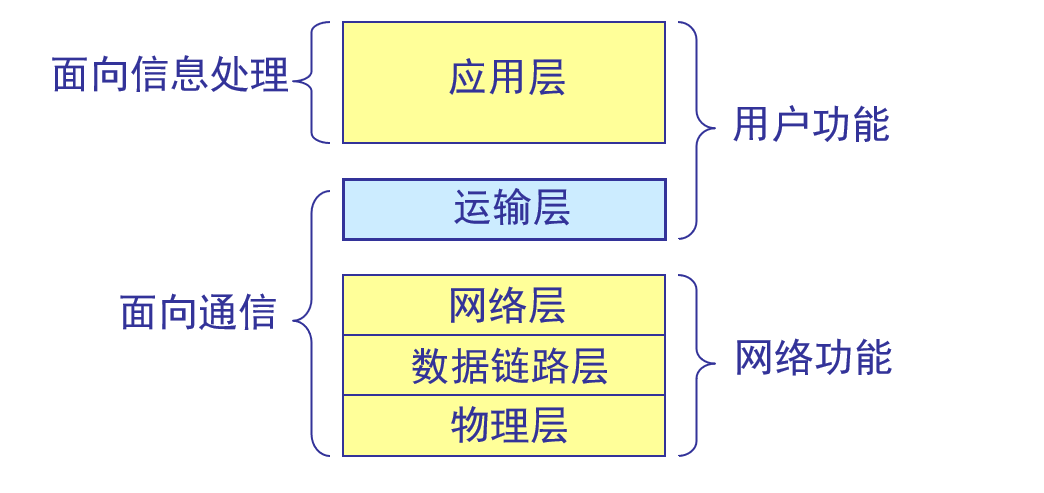 面向信息处理
应用层
用户功能
运输层
面向通信
网络层
数据链路层
物理层
网络功能